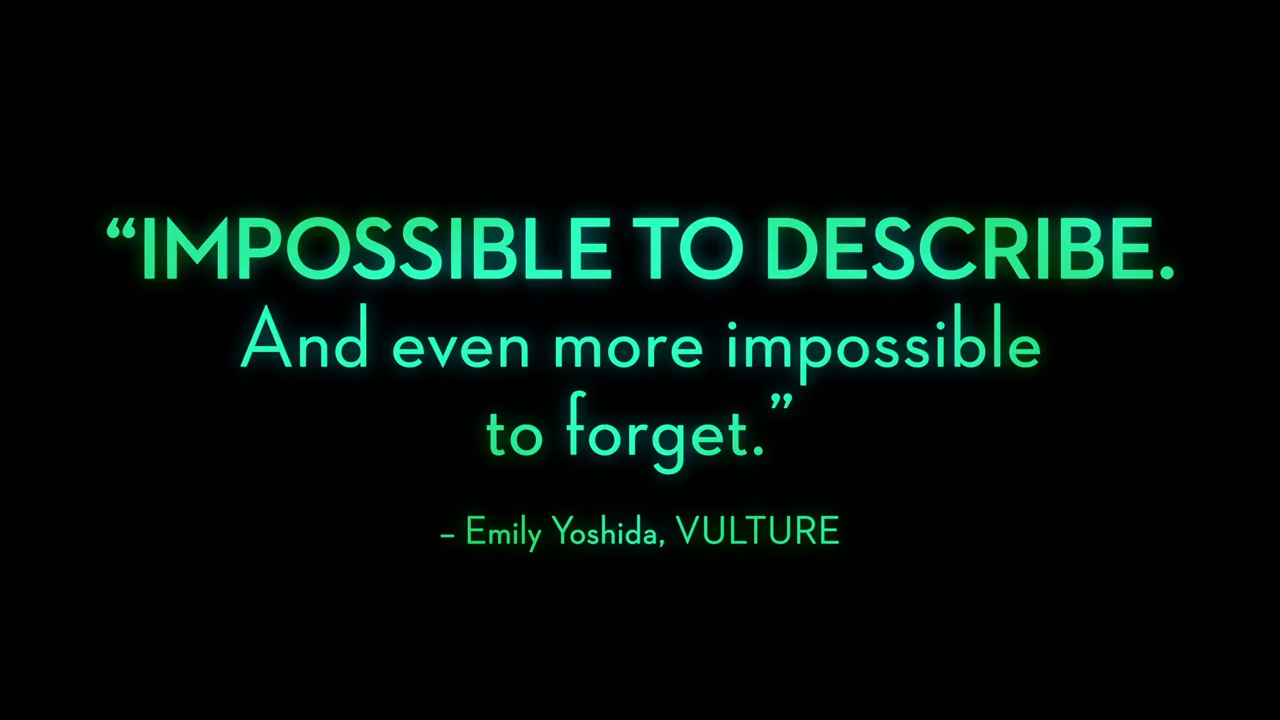 “IMPOSSIBLE TO DESCRIBE.
And even more impossible
to forget.”
– Emily Yoshida, VULTURE